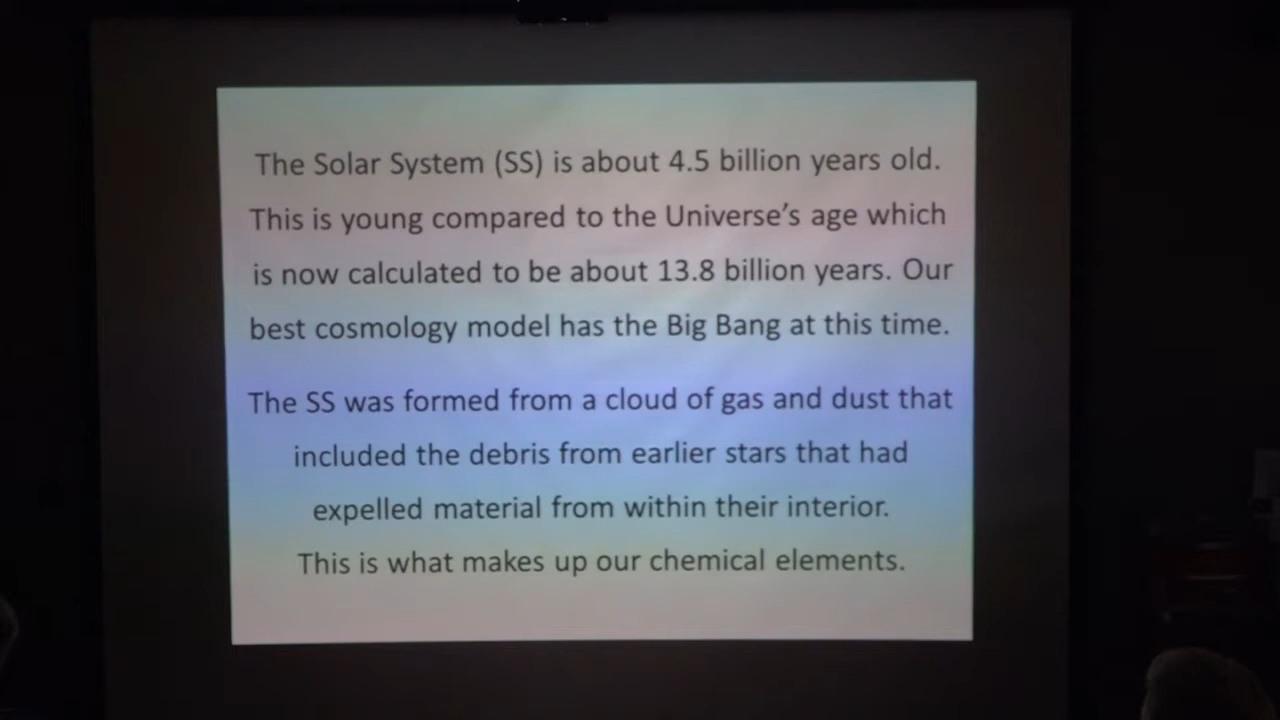 The Solar System (SS) is about 4.5 billion years old.
This is young compared to the Universe’s age which
is now calculated to be about 13.8 billion years. Our
best cosmology model has the Big Bang at this time.
The SS was formed from a cloud of gas and dust that
included the debris from earlier stars that had
expelled material from within their interior.
This is what makes up our chemical elements.